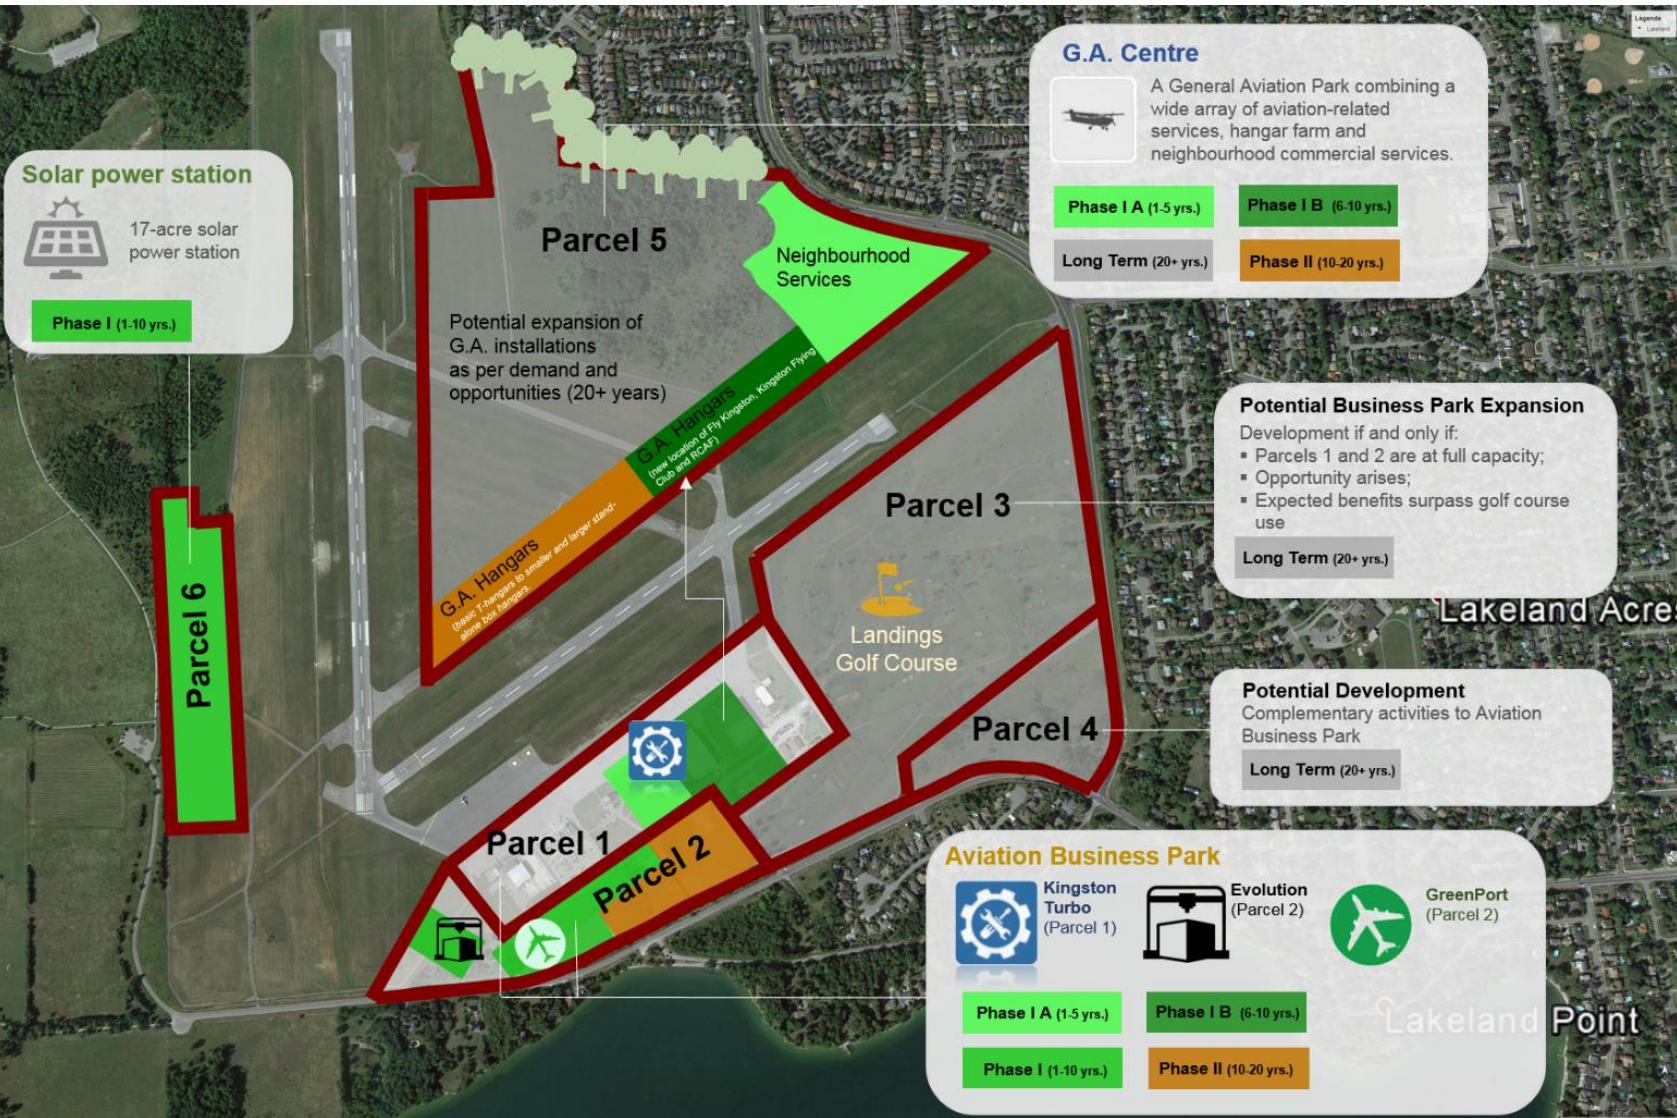 Légende
Lakeland
G.A. Centre
A General Aviation Park combining a
wide array of aviation-related
services, hangar farm and
neighbourhood commercial services.
Phase I A (1-5 yrs.)
Phase I B (6-10 yrs.)
Long Term (20+ yrs.)
Phase II (10-20 yrs.)
Solar power station
17-acre solar
power station
Phase I (1-10 yrs.)
Parcel 5
Neighbourhood
Services
Potential expansion of
G.A. installations
as per demand and
opportunities (20+ years)
G.A. Hangars
(new location of Fly Kingston, Kingston Flying
Club and RCAF)
G.A. Hangars
(basic T-hangars to smaller and larger stand-
alone box hangars.
Parcel 6
Parcel 3
Landings
Golf Course
Potential Business Park Expansion
Development if and only if:
▪ Parcels 1 and 2 are at full capacity;
▪ Opportunity arises;
▪ Expected benefits surpass golf course
use
Long Term (20+ yrs.)
Lakeland Acre
Parcel 4
Potential Development
Complementary activities to Aviation
Business Park
Long Term (20+ yrs.)
Parcel 1
Parcel 2
Aviation Business Park
Kingston
Turbo
(Parcel 1)
Evolution
(Parcel 2)
GreenPort
(Parcel 2)
Phase I A (1-5 yrs.)
Phase I B (6-10 yrs.)
Phase I (1-10 yrs.)
Phase II (10-20 yrs.)
Lakeland Point